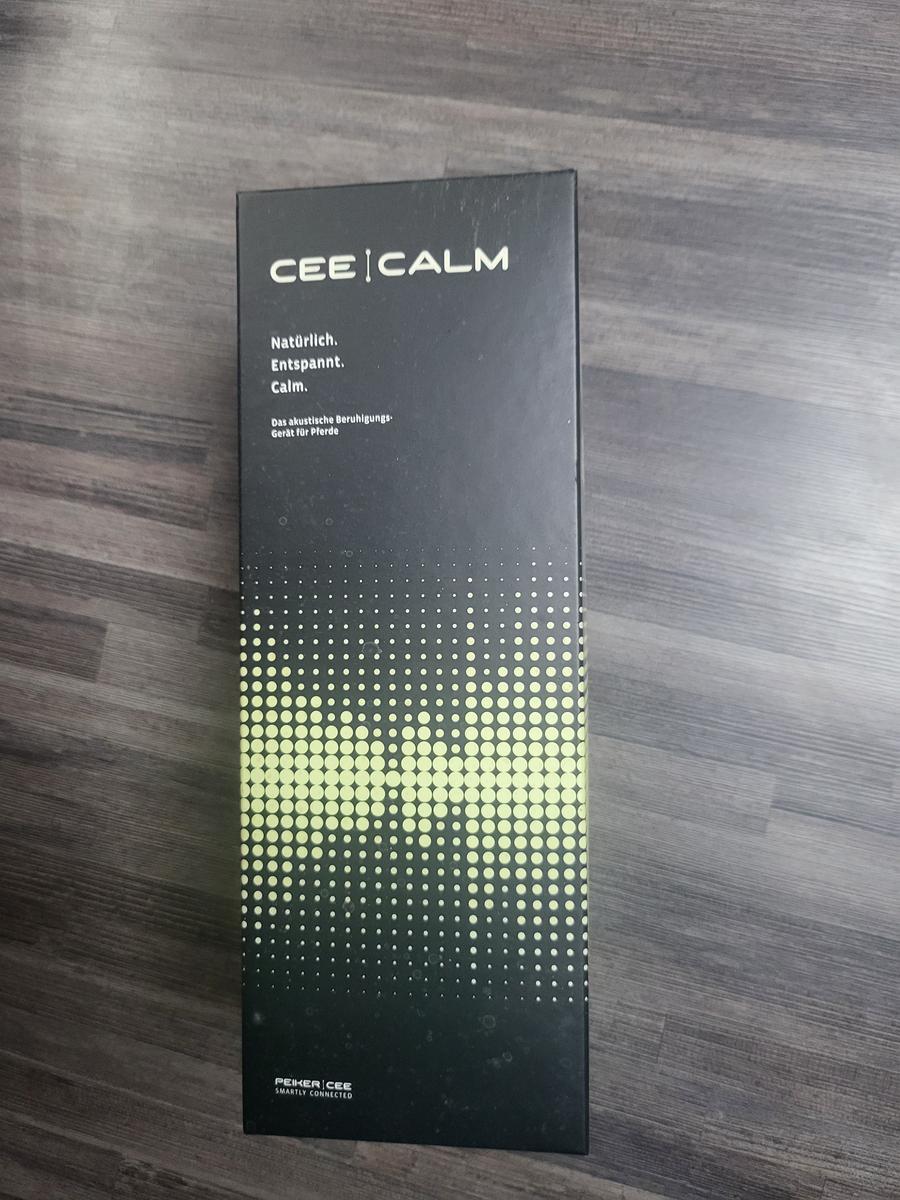 CEE CALM
Natürlich.
Entspannt.
Calm.
Das akustische Beruhigungs-
Gerät für Pferde
PEIKER CEE
SMARTLY CONNECTED